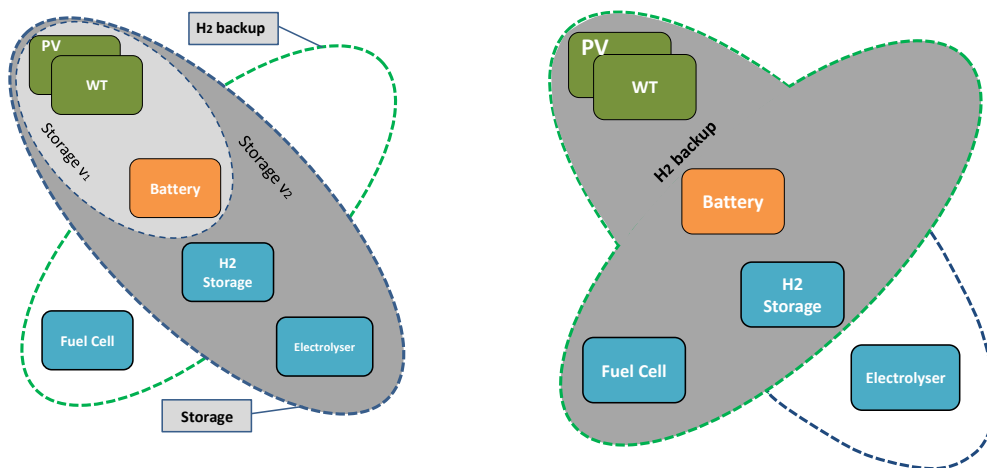 H2 backup
PV
WT
Storage v1
Storage v2
Battery
H2
Storage
Fuel Cell
Electrolyser
Storage
PV
WT
H2 backup
Battery
H2
Storage
Fuel Cell
Electrolyser